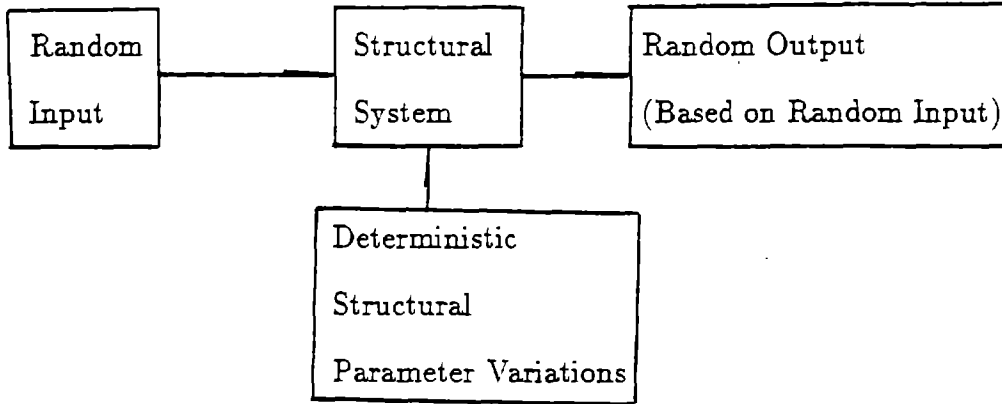 Random
Input
Structural
System
Random Output
(Based on Random Input)
Deterministic
Structural
Parameter Variations